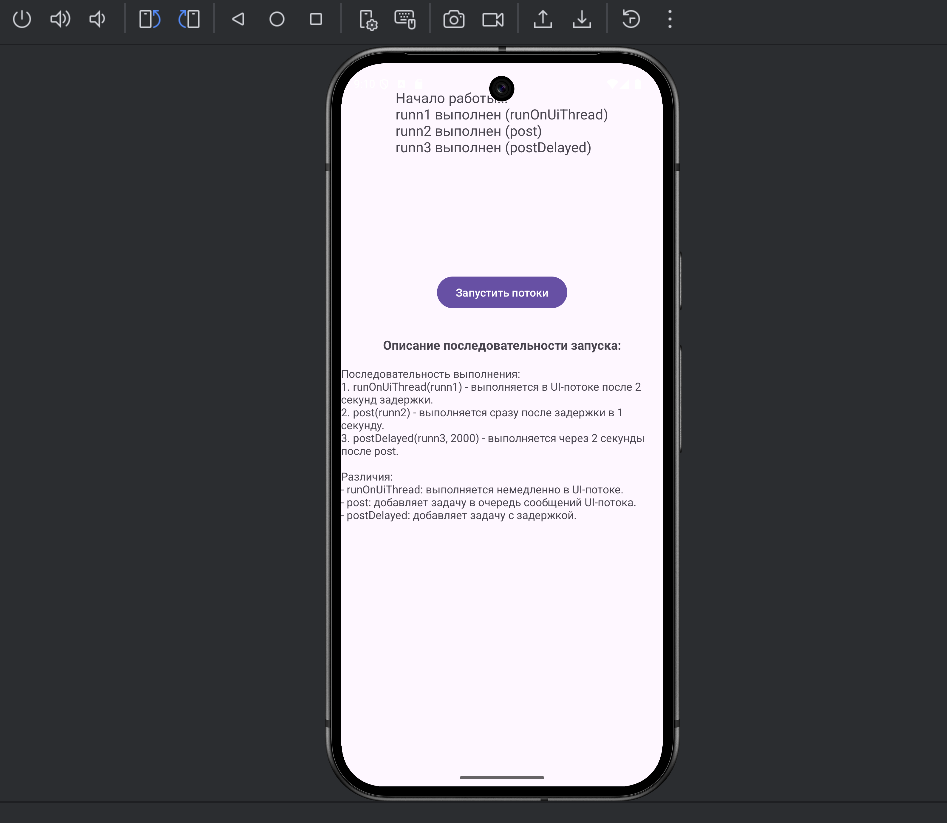 Начало работы...
runn1 выполнен (runOnUiThread)
runn2 выполнен (post)
runn3 выполнен (postDelayed)
Запустить потоки
Описание последовательности запуска:
Последовательность выполнения:
1. runOnUiThread(runn1) - выполняется в UI-потоке после 2
секунд задержки.
2. post(runn2) - выполняется сразу после задержки в 1
секунду.
3. postDelayed(runn3, 2000) - выполняется через 2 секунды
после post.
Различия:
- runOnUiThread: выполняется немедленно в UI-потоке.
- post: добавляет задачу в очередь сообщений UI-потока.
- postDelayed: добавляет задачу с задержкой.